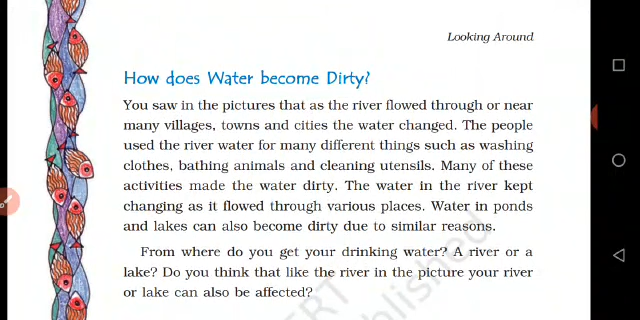 Looking Around
How does Water become Dirty?
You saw in the pictures that as the river flowed through or near
many villages, towns and cities the water changed. The people
used the river water for many different things such as washing
clothes, bathing animals and cleaning utensils. Many of these
activities made the water dirty. The water in the river kept
changing as it flowed through various places. Water in ponds
and lakes can also become dirty due to similar reasons.
From where do you get your drinking water? A river or a
lake? Do you think that like the river in the picture your river
or lake can also be affected?